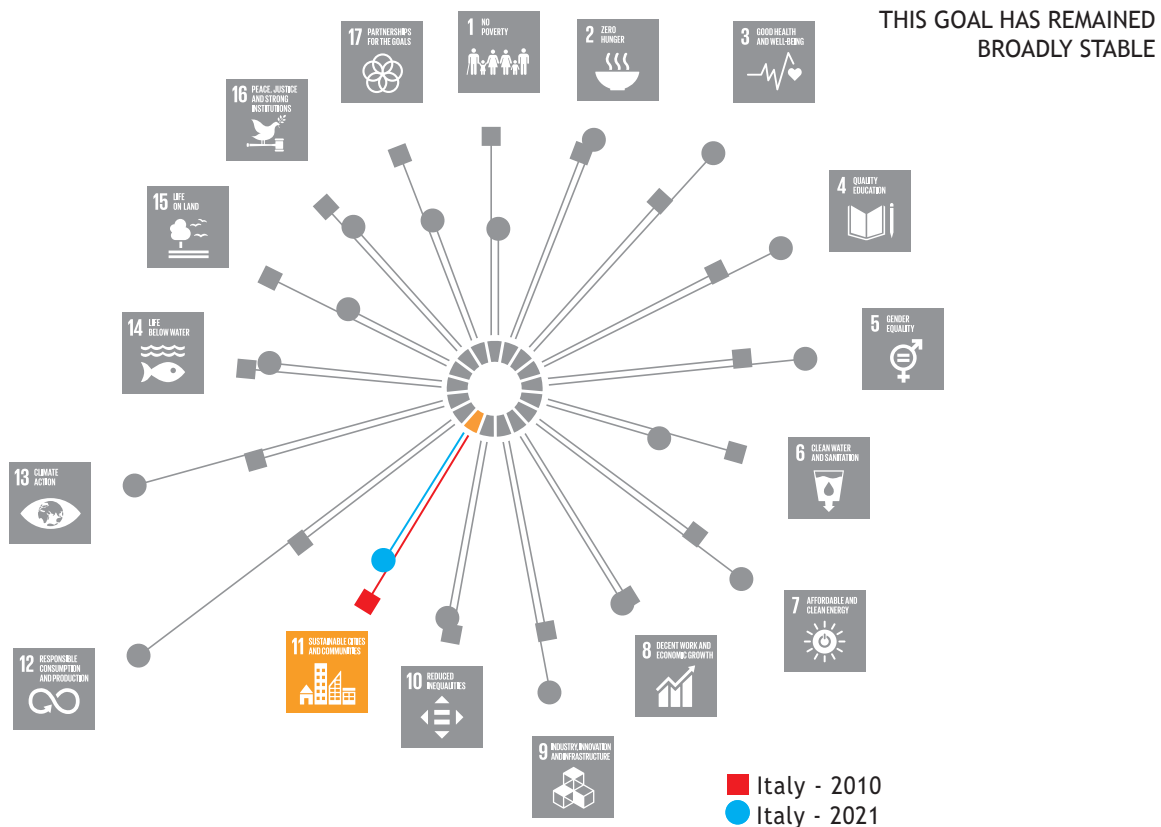 THIS GOAL HAS REMAINED
BROADLY STABLE
1 NO
POVERTY
2 ZERO
HUNGER
3 GOOD HEALTH
AND WELL-BEING
4 QUALITY
EDUCATION
5 GENDER
EQUALITY
6 CLEAN WATER
AND SANITATION
7 AFFORDABLE AND
CLEAN ENERGY
8 DECENT WORK AND
ECONOMIC GROWTH
9 INDUSTRY, INNOVATION
AND INFRASTRUCTURE
10 REDUCED
INEQUALITIES
11 SUSTAINABLE CITIES
AND COMMUNITIES
12 RESPONSIBLE
CONSUMPTION
AND PRODUCTION
13 CLIMATE
ACTION
14 LIFE
BELOW WATER
15 LIFE
ON LAND
16 PEACE, JUSTICE
AND STRONG
INSTITUTIONS
17 PARTNERSHIPS
FOR THE GOALS
Italy - 2010
Italy - 2021